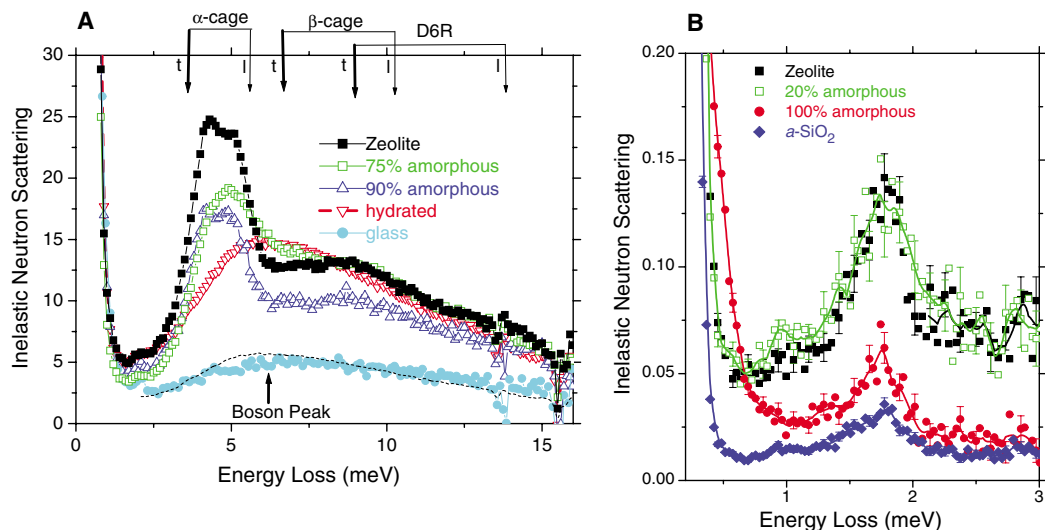 A
α-cage
β-cage
D6R
t
l
t
t
l
l
30
25
20
15
10
5
0
Inelastic Neutron Scattering
Zeolite
75% amorphous
90% amorphous
hydrated
glass
Boson Peak
0
5
10
15
Energy Loss (meV)
B
0.20
0.15
0.10
0.05
0.00
Inelastic Neutron Scattering
Zeolite
20% amorphous
100% amorphous
a-SiO2
1
2
3
Energy Loss (meV)